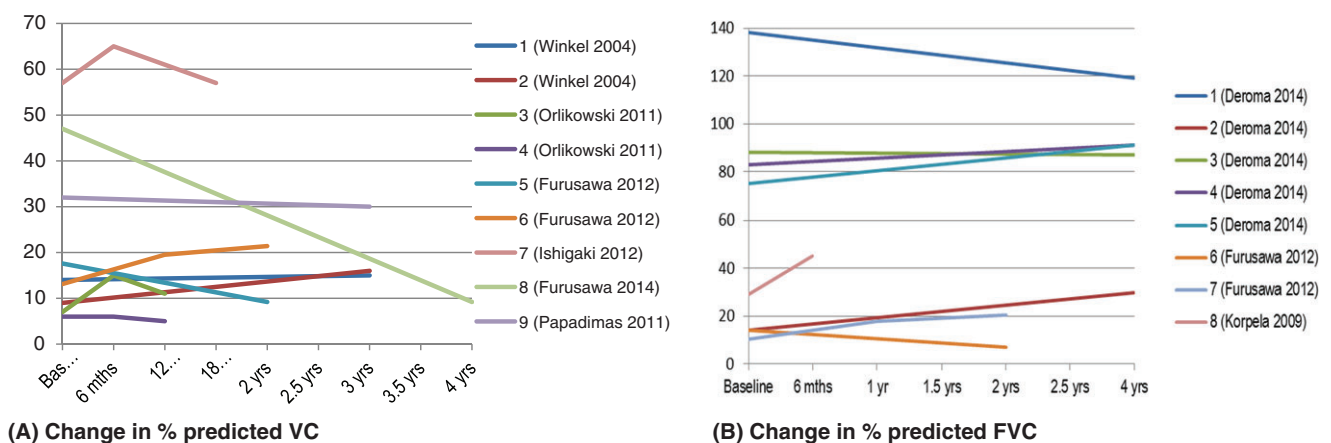 70
60
50
40
30
20
10
0
Bas...
6 mths
12...
18...
2 yrs
2.5 yrs
3 yrs
3.5 yrs
4 yrs
1 (Winkel 2004)
2 (Winkel 2004)
3 (Orlikowski 2011)
4 (Orlikowski 2011)
5 (Furusawa 2012)
6 (Furusawa 2012)
7 (Ishigaki 2012)
8 (Furusawa 2014)
9 (Papadimas 2011)
(A) Change in % predicted VC
140
120
100
80
60
40
20
0
Baseline
6 mths
1 yr
1.5 yrs
2 yrs
2.5 yrs
4 yrs
1 (Deroma 2014)
2 (Deroma 2014)
3 (Deroma 2014)
4 (Deroma 2014)
5 (Deroma 2014)
6 (Furusawa 2012)
7 (Furusawa 2012)
8 (Korpela 2009)
(B) Change in % predicted FVC